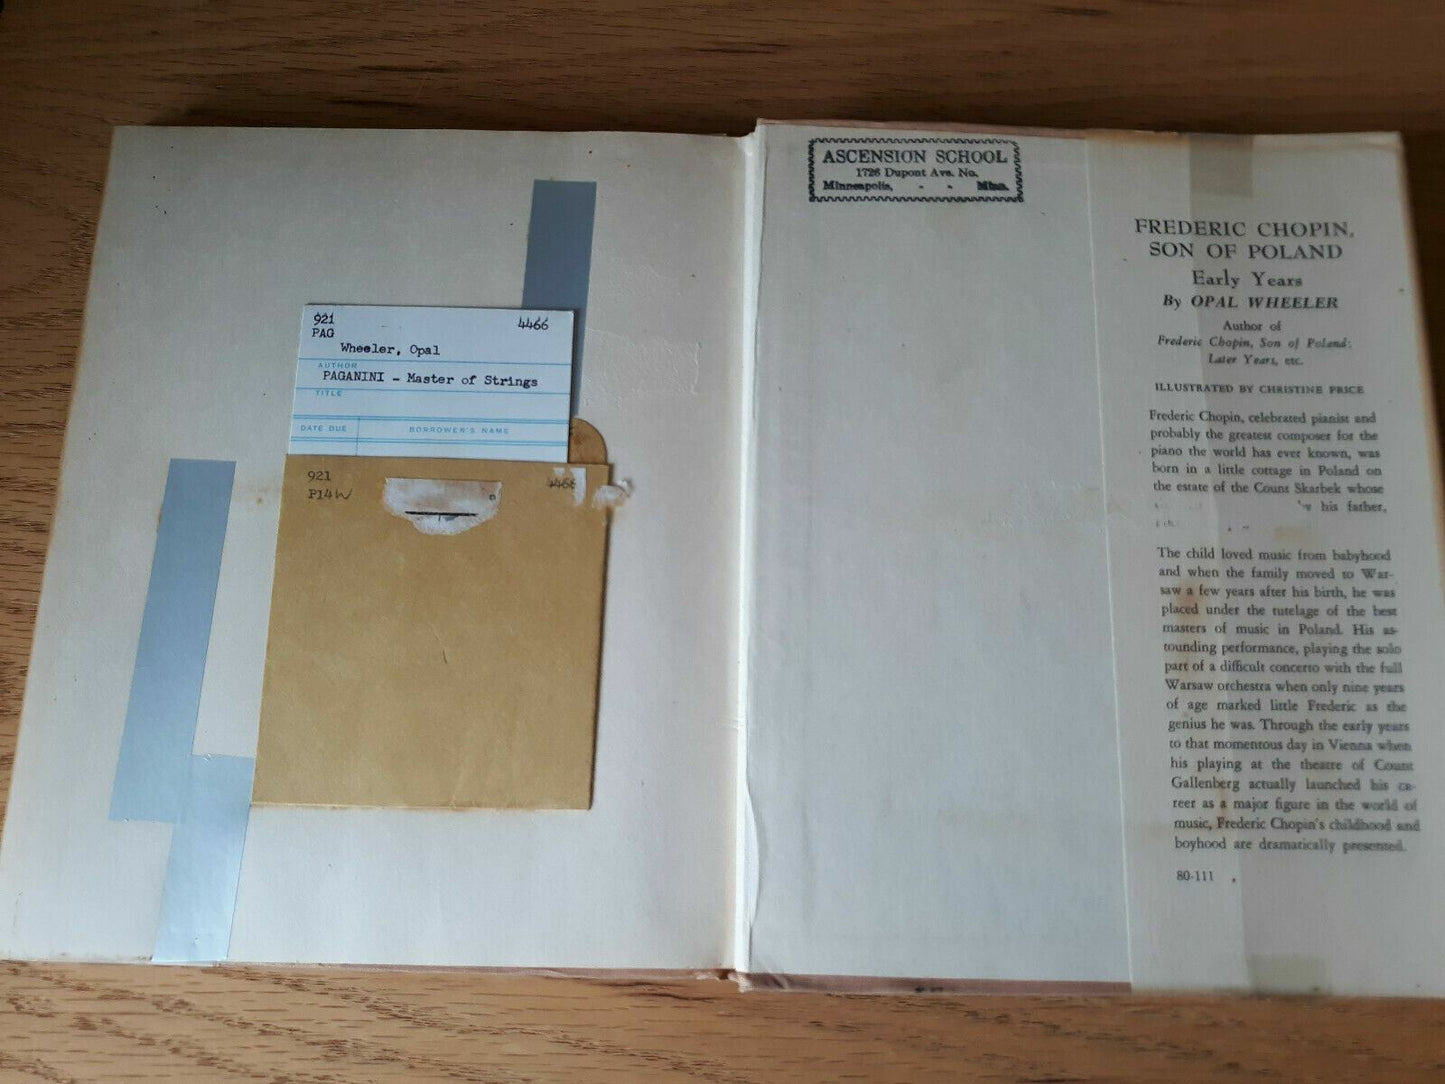 921
4466
PAG
Wheeler, Opal
AUTHOR
PAGANINI - Master of Strings
TITLE
DATE DUE
BORROWER'S NAME
921
4466
P14W
ASCENSION SCHOOL
1726 Dupont Ave. No.
Minneapolis, - - Minn.
FREDERIC CHOPIN,
SON OF POLAND
Early Years
By OPAL WHEELER
Author of
Frederic Chopin, Son of Poland:
Later Years, etc.
ILLUSTRATED BY CHRISTINE PRICE
Frederic Chopin, celebrated pianist and
probably the greatest composer for the
piano the world has ever known, was
born in a little cottage in Poland on
the estate of the Count Skarbek whose
his father,
The child loved music from babyhood
and when the family moved to War-
saw a few years after his birth, he was
placed under the tutelage of the best
masters of music in Poland. His as-
tounding performance, playing the solo
part of a difficult concerto with the full
Warsaw orchestra when only nine years
of age marked little Frederic as the
genius he was. Through the early years
to that momentous day in Vienna when
his playing at the theatre of Count
Gallenberg actually launched his ca-
reer as a major figure in the world of
music, Frederic Chopin's childhood and
boyhood are dramatically presented.
80-111